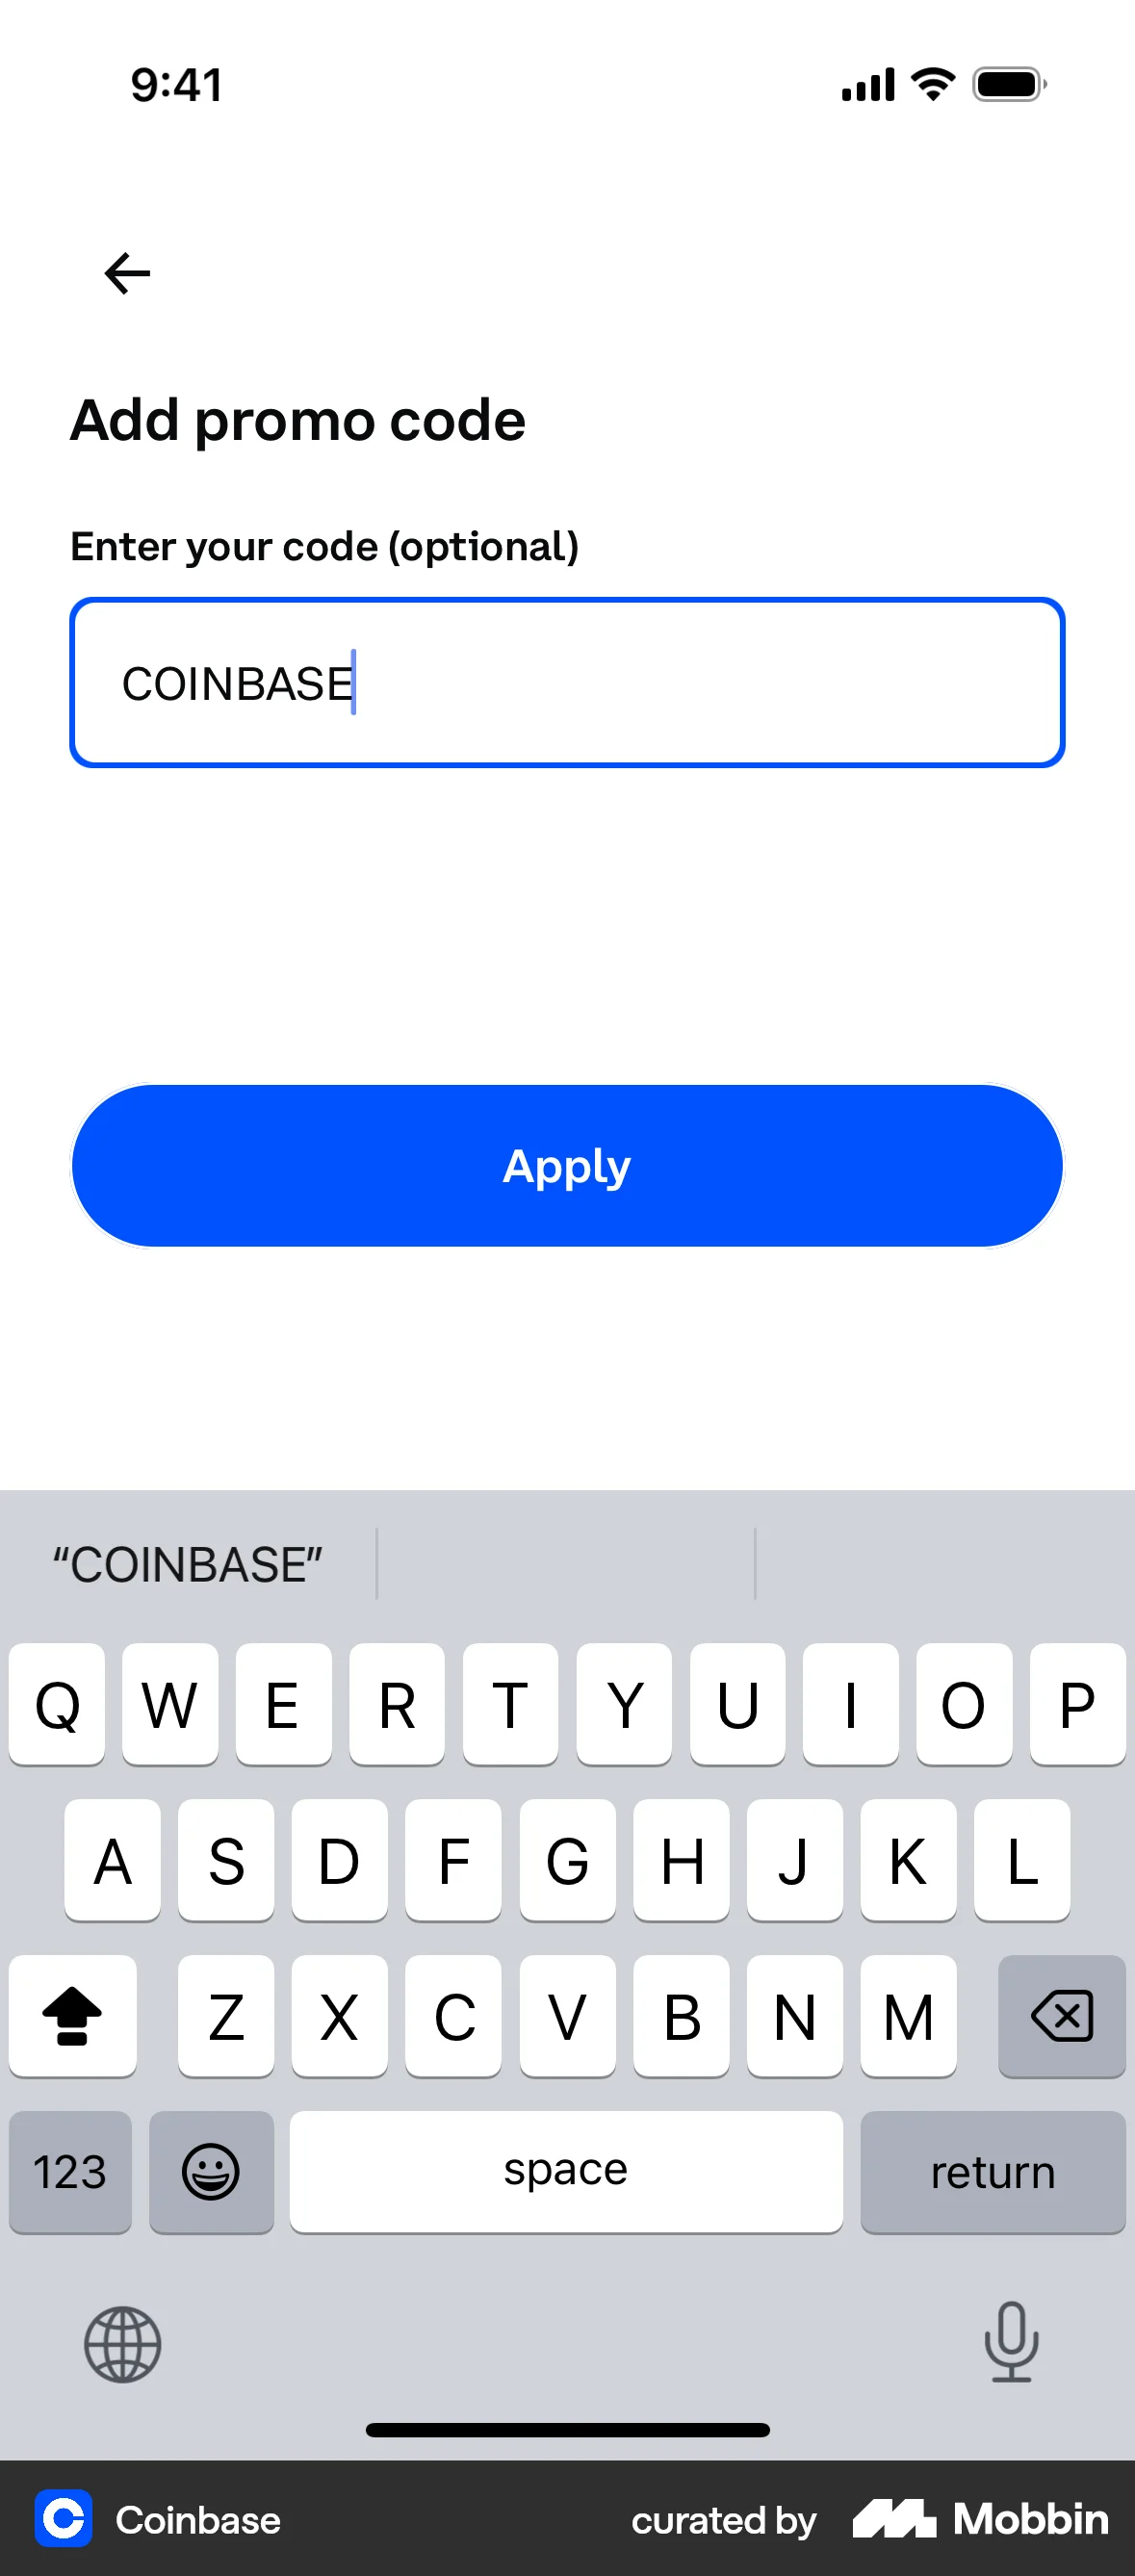 9:41
Add promo code
Enter your code (optional)
COINBASE
Apply
“COINBASE”
Q W E R T Y U I O P
A S D F G H J K L
Z X C V B N M
123 space return
Coinbase curated by Mobbin